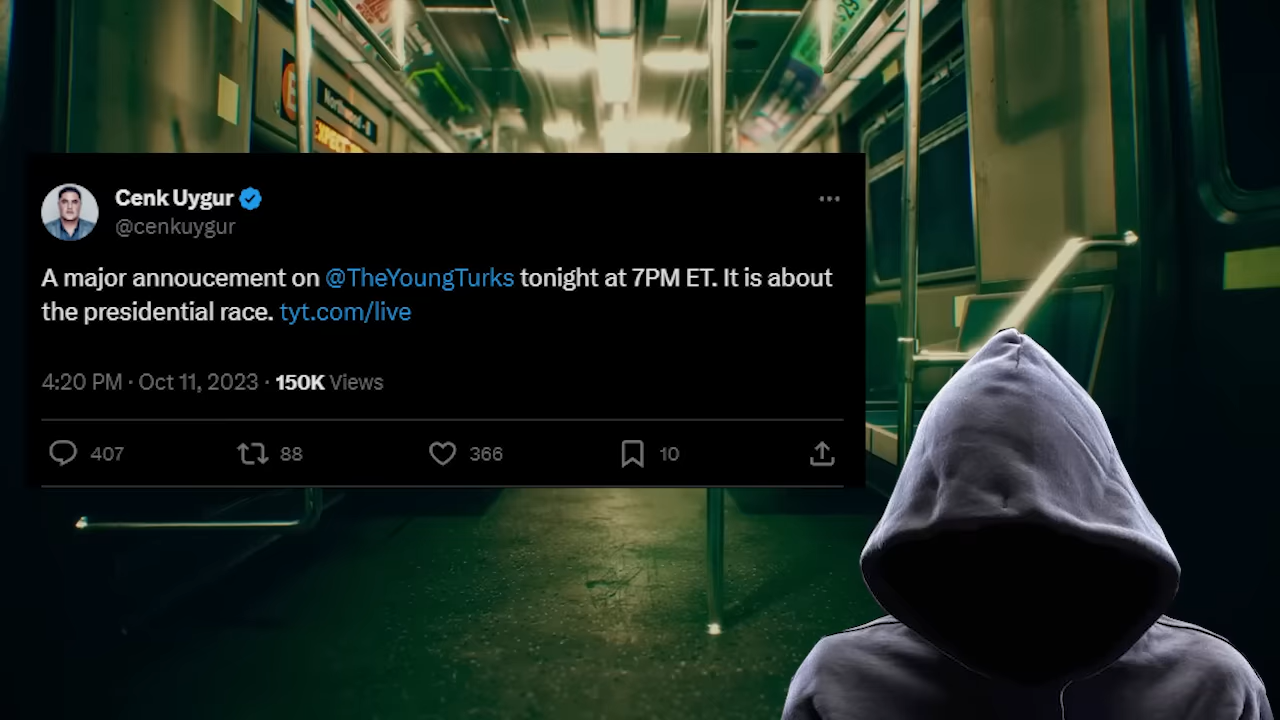 Cenk Uygur
@cenkuygur
A major annoucement on @TheYoungTurks tonight at 7PM ET. It is about
the presidential race. tyt.com/live
4:20 PM · Oct 11, 2023 · 150K Views
407 88 366 10